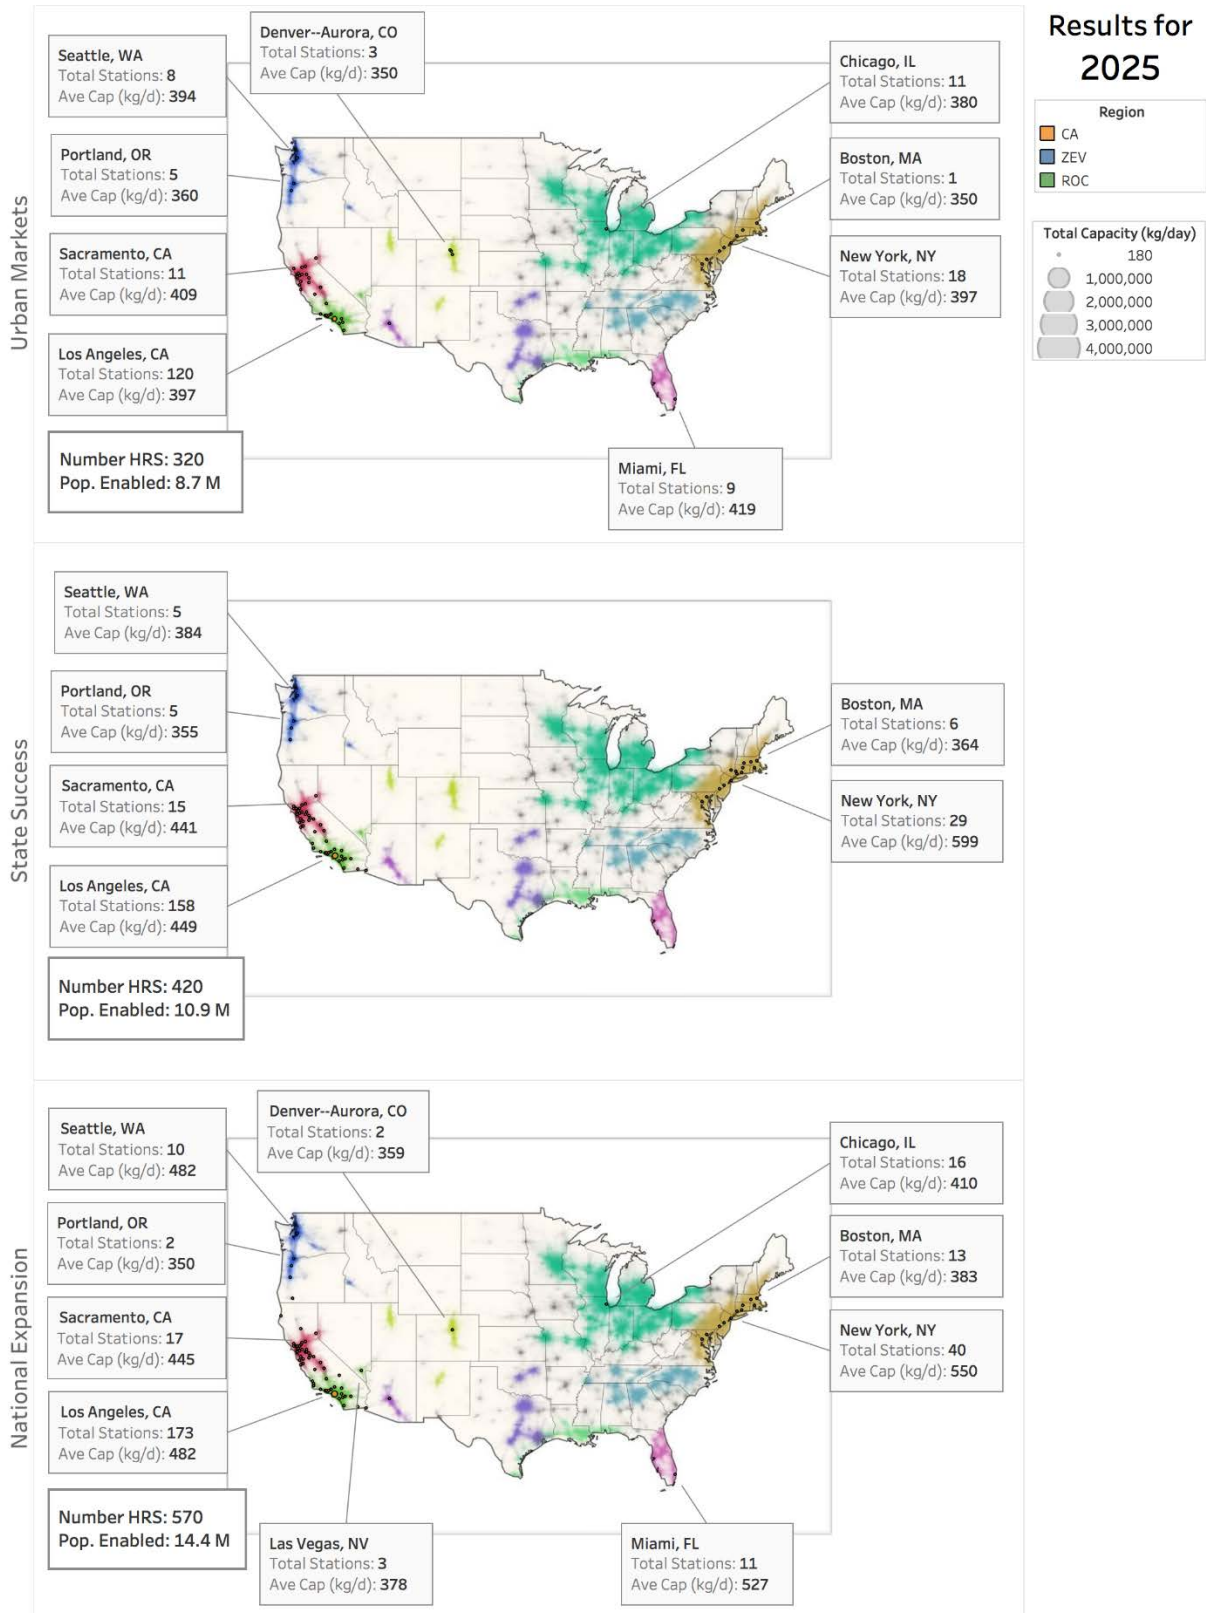 Results for
2025
Region
CA
ZEV
ROC
Total Capacity (kg/day)
180
1,000,000
2,000,000
3,000,000
4,000,000
Urban Markets
Seattle, WA
Total Stations: 8
Ave Cap (kg/d): 394
Denver--Aurora, CO
Total Stations: 3
Ave Cap (kg/d): 350
Chicago, IL
Total Stations: 11
Ave Cap (kg/d): 380
Portland, OR
Total Stations: 5
Ave Cap (kg/d): 360
Boston, MA
Total Stations: 1
Ave Cap (kg/d): 350
Sacramento, CA
Total Stations: 11
Ave Cap (kg/d): 409
New York, NY
Total Stations: 18
Ave Cap (kg/d): 397
Los Angeles, CA
Total Stations: 120
Ave Cap (kg/d): 397
Number HRS: 320
Pop. Enabled: 8.7 M
Miami, FL
Total Stations: 9
Ave Cap (kg/d): 419
State Success
Seattle, WA
Total Stations: 5
Ave Cap (kg/d): 384
Portland, OR
Total Stations: 5
Ave Cap (kg/d): 355
Boston, MA
Total Stations: 6
Ave Cap (kg/d): 364
Sacramento, CA
Total Stations: 15
Ave Cap (kg/d): 441
New York, NY
Total Stations: 29
Ave Cap (kg/d): 599
Los Angeles, CA
Total Stations: 158
Ave Cap (kg/d): 449
Number HRS: 420
Pop. Enabled: 10.9 M
National Expansion
Seattle, WA
Total Stations: 10
Ave Cap (kg/d): 482
Denver--Aurora, CO
Total Stations: 2
Ave Cap (kg/d): 359
Chicago, IL
Total Stations: 16
Ave Cap (kg/d): 410
Portland, OR
Total Stations: 2
Ave Cap (kg/d): 350
Boston, MA
Total Stations: 13
Ave Cap (kg/d): 383
Sacramento, CA
Total Stations: 17
Ave Cap (kg/d): 445
New York, NY
Total Stations: 40
Ave Cap (kg/d): 550
Los Angeles, CA
Total Stations: 173
Ave Cap (kg/d): 482
Number HRS: 570
Pop. Enabled: 14.4 M
Las Vegas, NV
Total Stations: 3
Ave Cap (kg/d): 378
Miami, FL
Total Stations: 11
Ave Cap (kg/d): 527